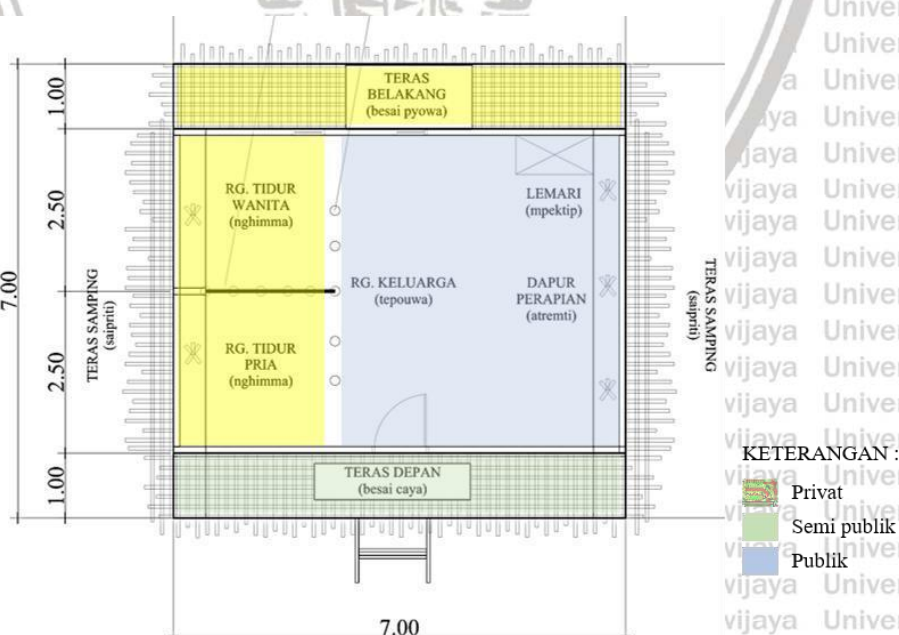 TERAS
BELAKANG
(besai pyowa)
1.00
2.50
7.00
2.50
1.00
RG. TIDUR
WANITA
(nghimma)
LEMARI
(mpektip)
RG. KELUARGA
(tepouwa)
DAPUR
PERAPIAN
(atremti)
TERAS SAMPING
(saipriti)
TERAS SAMPING
(saipriti)
RG. TIDUR
PRIA
(nghimma)
TERAS DEPAN
(besai caya)
7.00
KETERANGAN :
Privat
Semi publik
Publik
Univer
Univer
a Univer
ya Univer
ijaya Univer
vijaya Univer
vijaya Univer
vijaya Univer
vijaya Univer
vijaya Univer
vijaya Univer
vijaya Univer
vijaya Univer
vijaya Univer
vijaya Univer
vijaya Univer